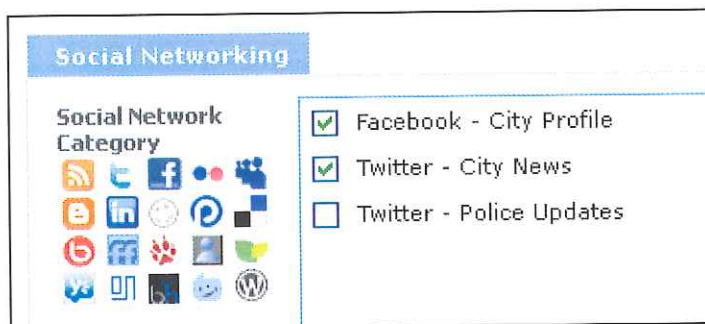 Social Networking
Social Network
Category
Facebook - City Profile
Twitter - City News
Twitter - Police Updates